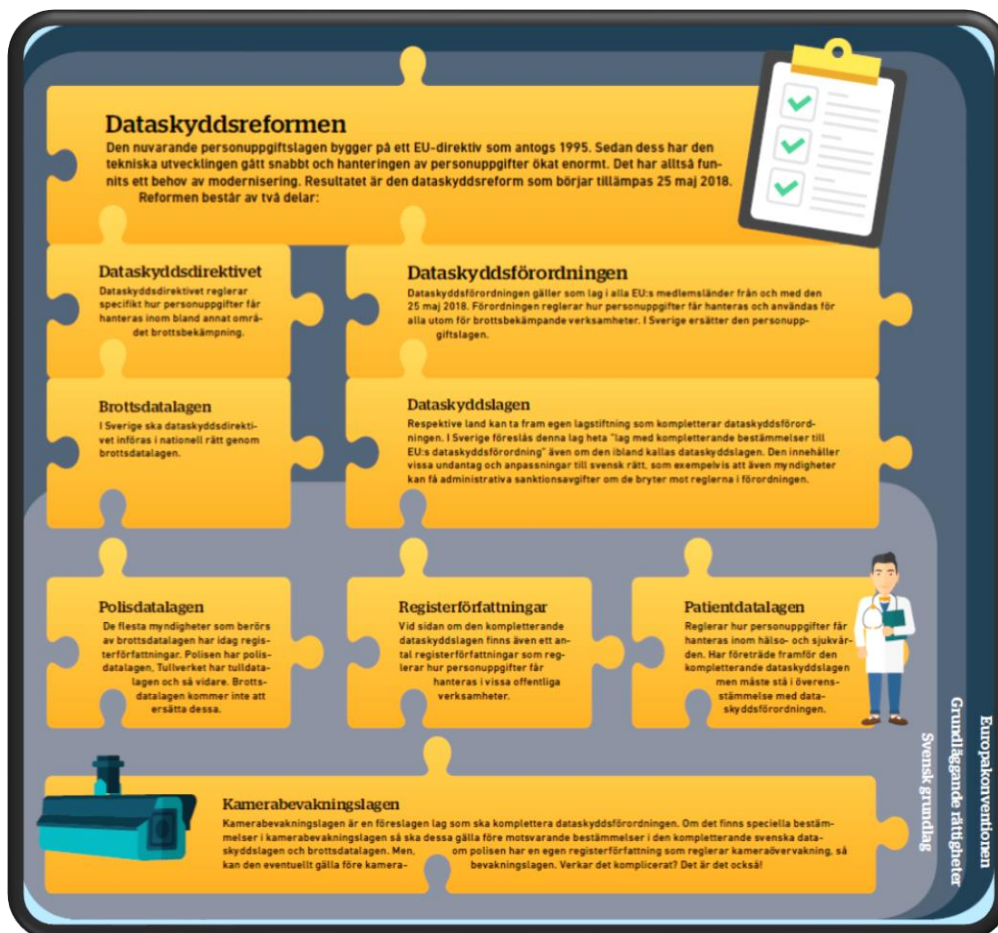 Dataskyddsreformen
Den nuvarande personuppgiftslagen bygger på ett EU-direktiv som antogs 1995. Sedan dess har den
tekniska utvecklingen gått snabbt och hanteringen av personuppgifter ökat enormt. Det har alltså fun-
nits ett behov av modernisering. Resultatet är den dataskyddsreform som börjar tillämpas 25 maj 2018.
Reformen består av två delar:
Dataskyddsdirektivet
Dataskyddsdirektivet reglerar
specifikt hur personuppgifter får
hanteras inom bland annat områ-
det brottsbekämpning.
Dataskyddsförordningen
Dataskyddsförordningen gäller som lag i alla EU:s medlemsländer från och med den
25 maj 2018. Förordningen reglerar hur personuppgifter får hanteras och användas för
alla utom för brottsbekämpande verksamheter. I Sverige ersätter den personupp-
giftslagen.
Brottsdatalagen
I Sverige ska dataskyddsdirekti-
vet införas i nationell rätt genom
brottsdatalagen.
Dataskyddslagen
Respektive land kan ta fram egen lagstiftning som kompletterar dataskyddsförord-
ningen. I Sverige föreslås denna lag heta "lag med kompletterande bestämmelser till
EU:s dataskyddsförordning" även om den ibland kallas dataskyddslagen. Den innehåller
vissa undantag och anpassningar till svensk rätt, som exempelvis att även myndigheter
kan få administrativa sanktionsavgifter om de bryter mot reglerna i förordningen.
Polisdatalagen
De flesta myndigheter som berörs
av brottsdatalagen har idag regis-
terförfattningar. Polisen har polis-
datalagen, Tullverket har tulldata-
lagen och så vidare. Brotts-
datalagen kommer inte att
ersätta dessa.
Registerförfattningar
Vid sidan om den kompletterande
dataskyddslagen finns även ett an-
tal registerförfattningar som reg-
lerar hur personuppgifter får
hanteras i vissa offentliga
verksamheter.
Patientdatalagen
Reglerar hur personuppgifter får
hanteras inom hälso- och sjukvår-
den. Har företräde framför den
kompletterande dataskyddslagen
men måste stå i överens-
stämmelse med data-
skyddsförordningen.
Kamerabevakningslagen
Kamerabevakningslagen är en föreslagen lag som ska komplettera dataskyddsförordningen. Om det finns speciella bestäm-
melser i kamerabevakningslagen så ska dessa gälla före motsvarande bestämmelser i den kompletterande svenska data-
skyddslagen och brottsdatalagen. Men, om polisen har en egen registerförfattning som reglerar kameraövervakning, så
kan den eventuellt gälla före kamera- bevakningslagen. Verkar det komplicerat? Det är det också!
Svensk grundlag
Grundläggande rättigheter
Europakonventionen